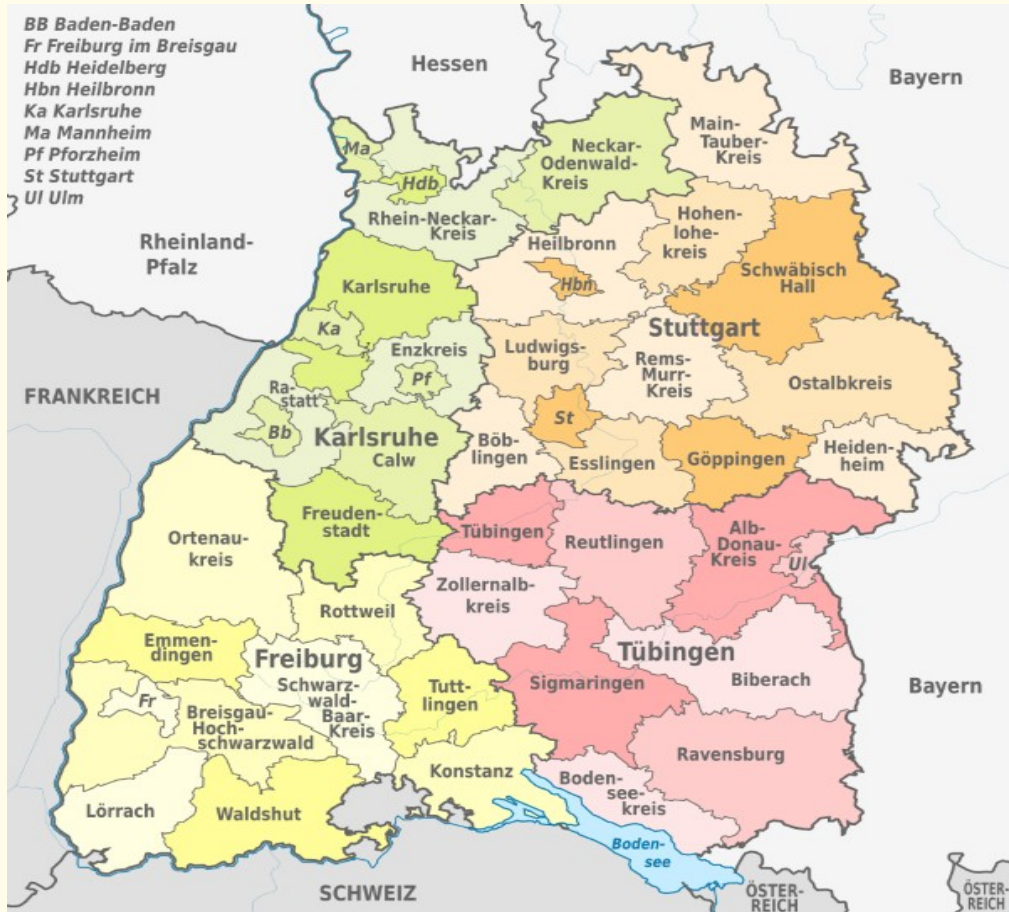 BB Baden-Baden
Fr Freiburg im Breisgau
Hdb Heidelberg
Hbn Heilbronn
Ka Karlsruhe
Ma Mannheim
Pf Pforzheim
St Stuttgart
Ul Ulm
Hessen
Bayern
Rheinland-
Pfalz
FRANKREICH
Main-
Tauber-
Kreis
Neckar-
Odenwald-
Kreis
Ma
Hdb
Rhein-Neckar-
Kreis
Heilbronn
Hbn
Hohen-
lohe-
kreis
Schwäbisch
Hall
Karlsruhe
Ka
Enzkreis
Pf
Ra-
statt
Bb
Karlsruhe
Calw
Freuden-
stadt
Stuttgart
Ludwigs-
burg
Rems-
Murr-
Kreis
Ostalbkreis
St
Böb-
lingen
Esslingen
Göppingen
Heiden-
heim
Ortenau-
kreis
Rottweil
Emmen-
dingen
Freiburg
Fr
Schwarz-
wald-
Baar-
Kreis
Breisgau-
Hoch-
schwarzwald
Tutt-
lingen
Konstanz
Lörrach
Waldshut
Tübingen
Reutlingen
Alb-
Donau-
Kreis
Ul
Zollernalb-
kreis
Tübingen
Biberach
Sigmaringen
Ravensburg
Boden-
see-
kreis
Boden-
see
Bayern
SCHWEIZ
ÖSTER-
REICH
ÖSTER-
REICH